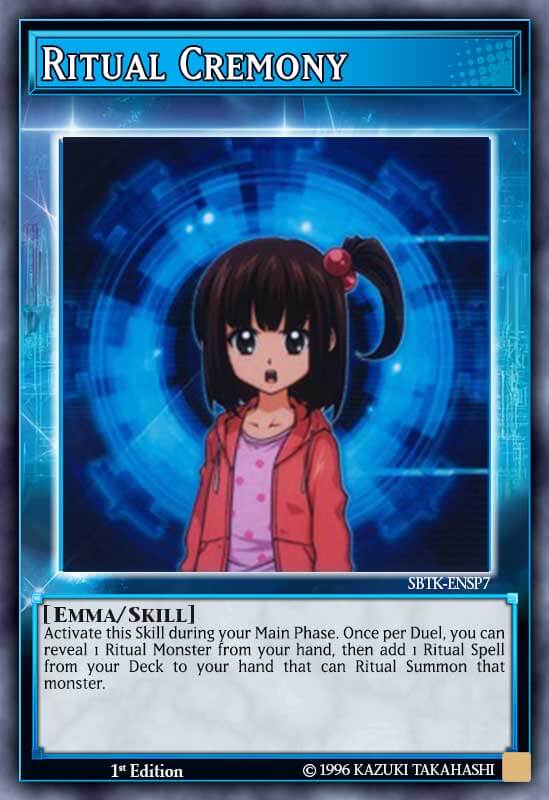 Ritual Cremony
SBTK-ENSP7
[Emma/Skill]
Activate this Skill during your Main Phase. Once per Duel, you can
reveal 1 Ritual Monster from your hand, then add 1 Ritual Spell
from your Deck to your hand that can Ritual Summon that
monster.
1st Edition
© 1996 KAZUKI TAKAHASHI